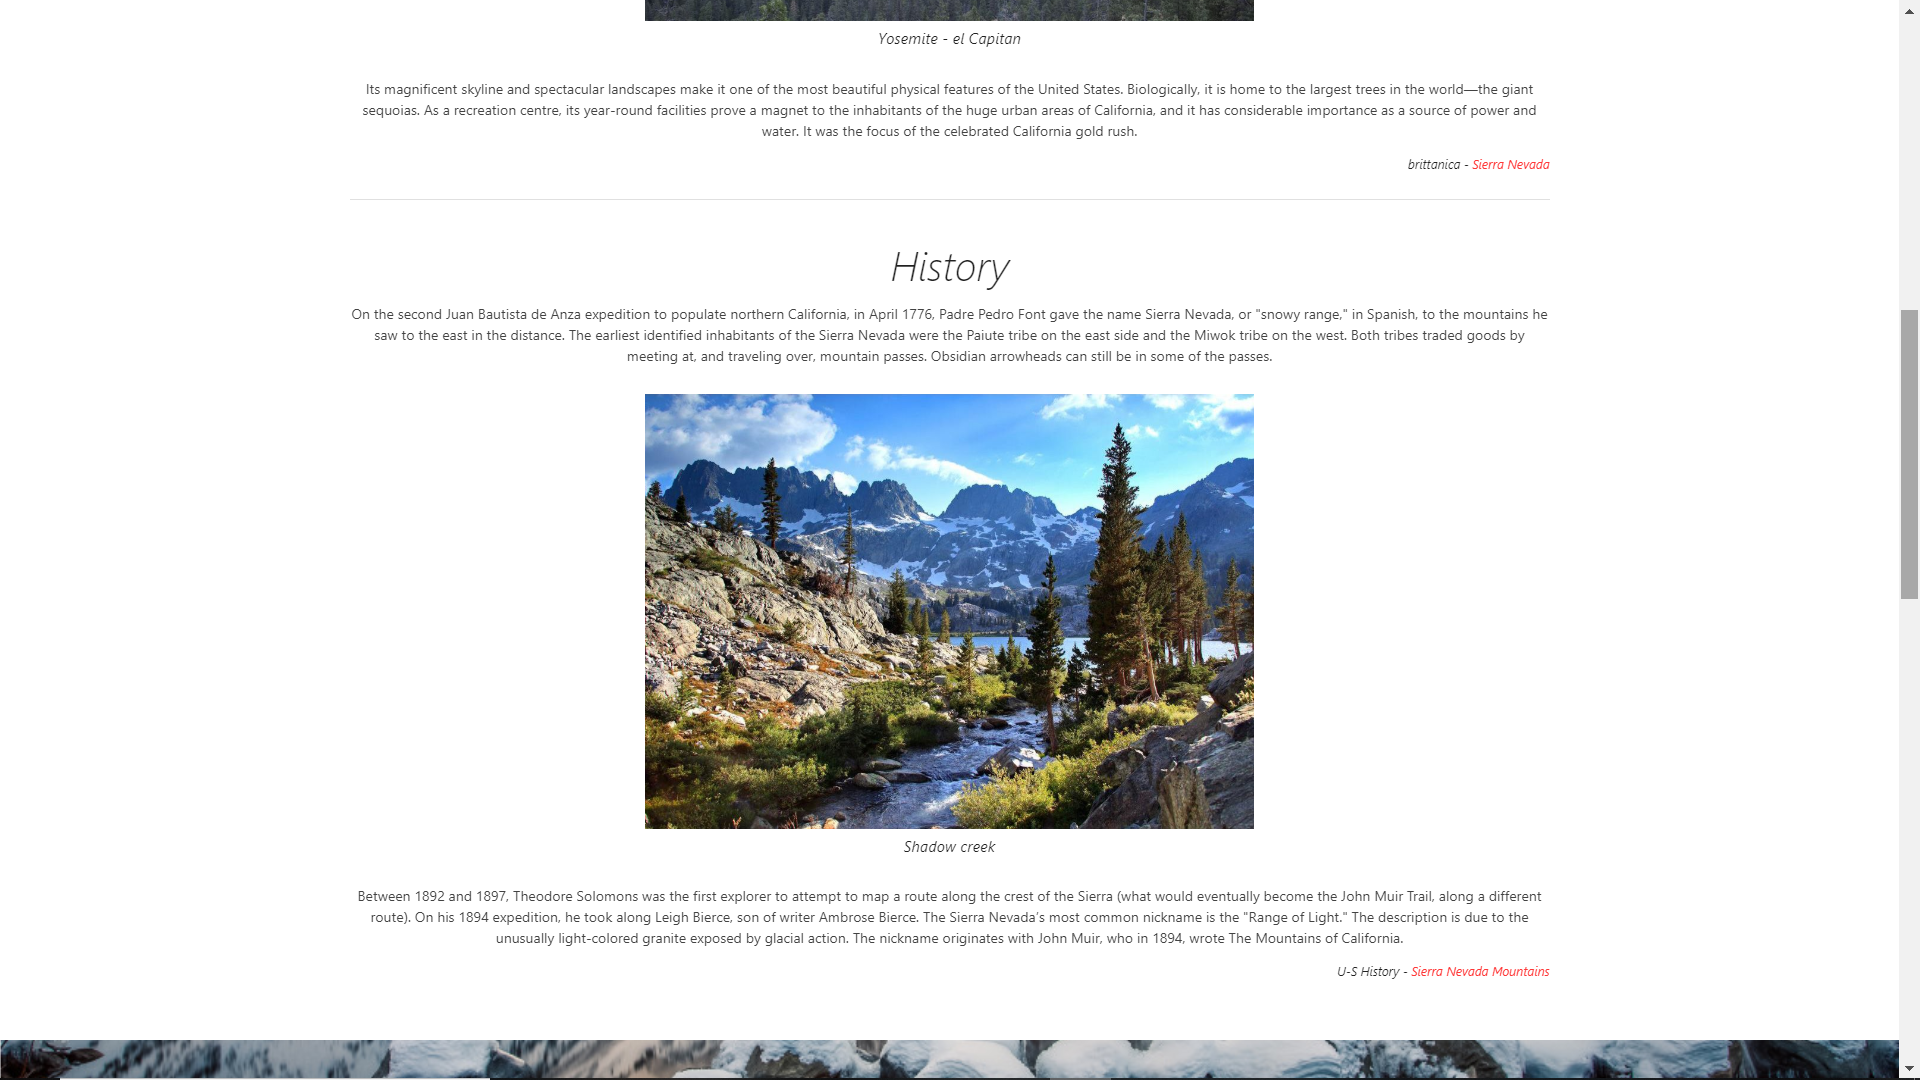 Yosemite - el Capitan
Its magnificent skyline and spectacular landscapes make it one of the most beautiful physical features of the United States. Biologically, it is home to the largest trees in the world—the giant
sequoias. As a recreation centre, its year-round facilities prove a magnet to the inhabitants of the huge urban areas of California, and it has considerable importance as a source of power and
water. It was the focus of the celebrated California gold rush.
brittanica - Sierra Nevada
History
On the second Juan Bautista de Anza expedition to populate northern California, in April 1776, Padre Pedro Font gave the name Sierra Nevada, or "snowy range," in Spanish, to the mountains he
saw to the east in the distance. The earliest identified inhabitants of the Sierra Nevada were the Paiute tribe on the east side and the Miwok tribe on the west. Both tribes traded goods by
meeting at, and traveling over, mountain passes. Obsidian arrowheads can still be in some of the passes.
Shadow creek
Between 1892 and 1897, Theodore Solomons was the first explorer to attempt to map a route along the crest of the Sierra (what would eventually become the John Muir Trail, along a different
route). On his 1894 expedition, he took along Leigh Bierce, son of writer Ambrose Bierce. The Sierra Nevada’s most common nickname is the "Range of Light." The description is due to the
unusually light-colored granite exposed by glacial action. The nickname originates with John Muir, who in 1894, wrote The Mountains of California.
U-S History - Sierra Nevada Mountains